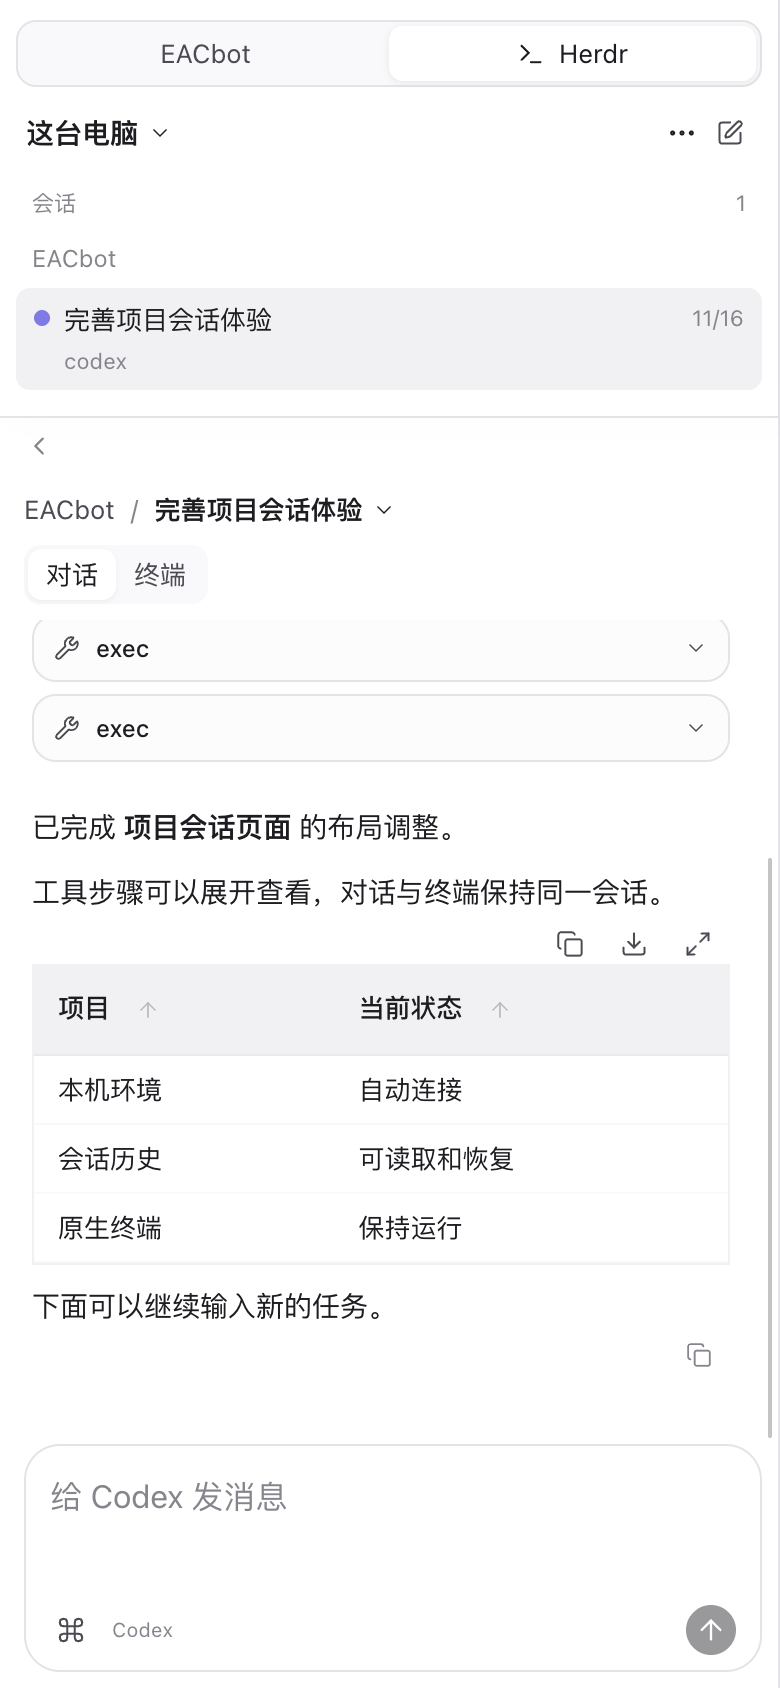 EACbot
Herdr
这台电脑
会话 1
EACbot
完善项目会话体验 11/16
codex
EACbot / 完善项目会话体验
对话 终端
exec
exec
已完成 项目会话页面 的布局调整。
工具步骤可以展开查看，对话与终端保持同一会话。
项目 当前状态
本机环境 自动连接
会话历史 可读取和恢复
原生终端 保持运行
下面可以继续输入新的任务。
给 Codex 发消息
Codex